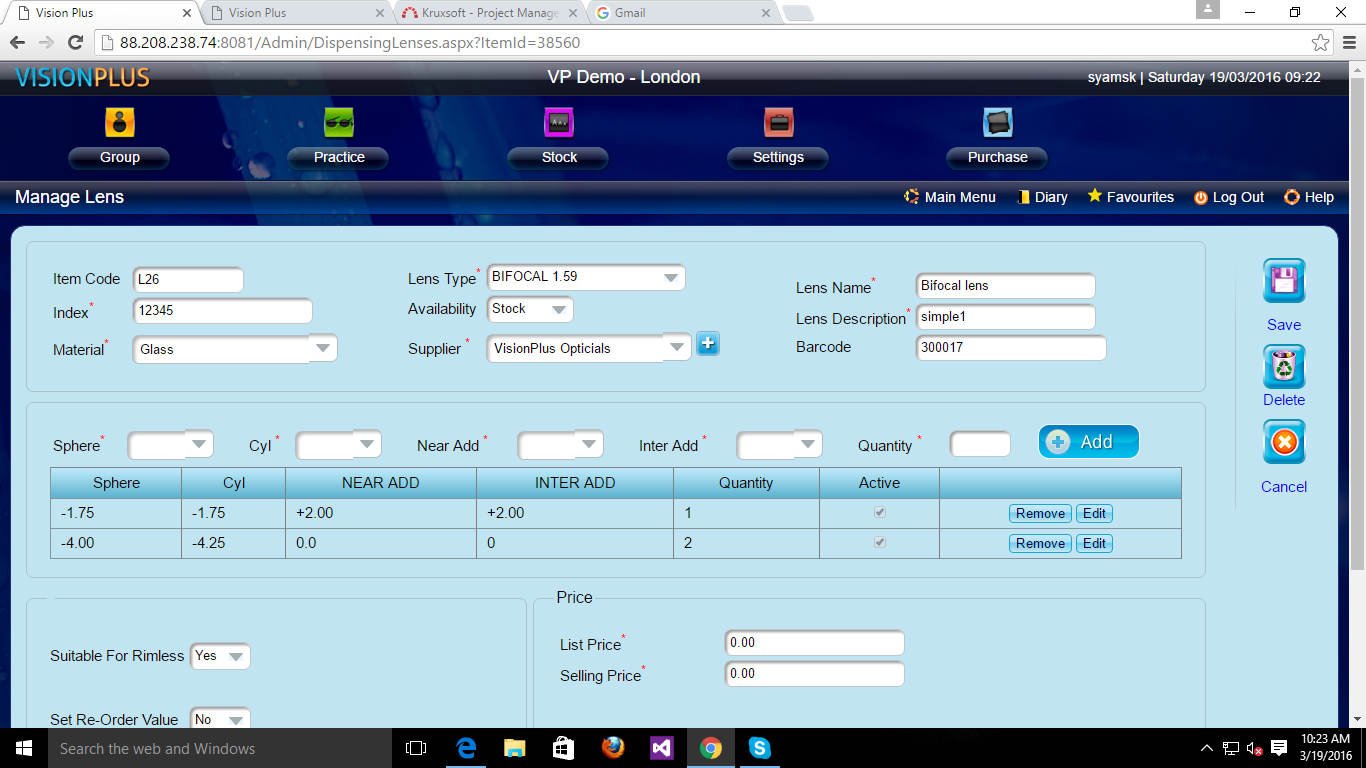 Vision Plus
Vision Plus
Kruxsoft - Project Manage
Gmail
88.208.238.74:8081/Admin/DispensingLenses.aspx?ItemId=38560
VISIONPLUS
VP Demo - London
syamsk | Saturday 19/03/2016 09:22
Group
Practice
Stock
Settings
Purchase
Manage Lens
Main Menu
Diary
Favourites
Log Out
Help
Item Code L26
Lens Type* BIFOCAL 1.59
Lens Name* Bifocal lens
Index* 12345
Availability Stock
Lens Description* simple1
Material* Glass
Supplier * VisionPlus Opticials
Barcode 300017
Save
Delete
Cancel
Sphere* Cyl * Near Add * Inter Add * Quantity * Add
Sphere Cyl NEAR ADD INTER ADD Quantity Active
-1.75 -1.75 +2.00 +2.00 1 Remove Edit
-4.00 -4.25 0.0 0 2 Remove Edit
Suitable For Rimless Yes
Set Re-Order Value No
Price
List Price* 0.00
Selling Price* 0.00
Search the web and Windows
10:23 AM
3/19/2016